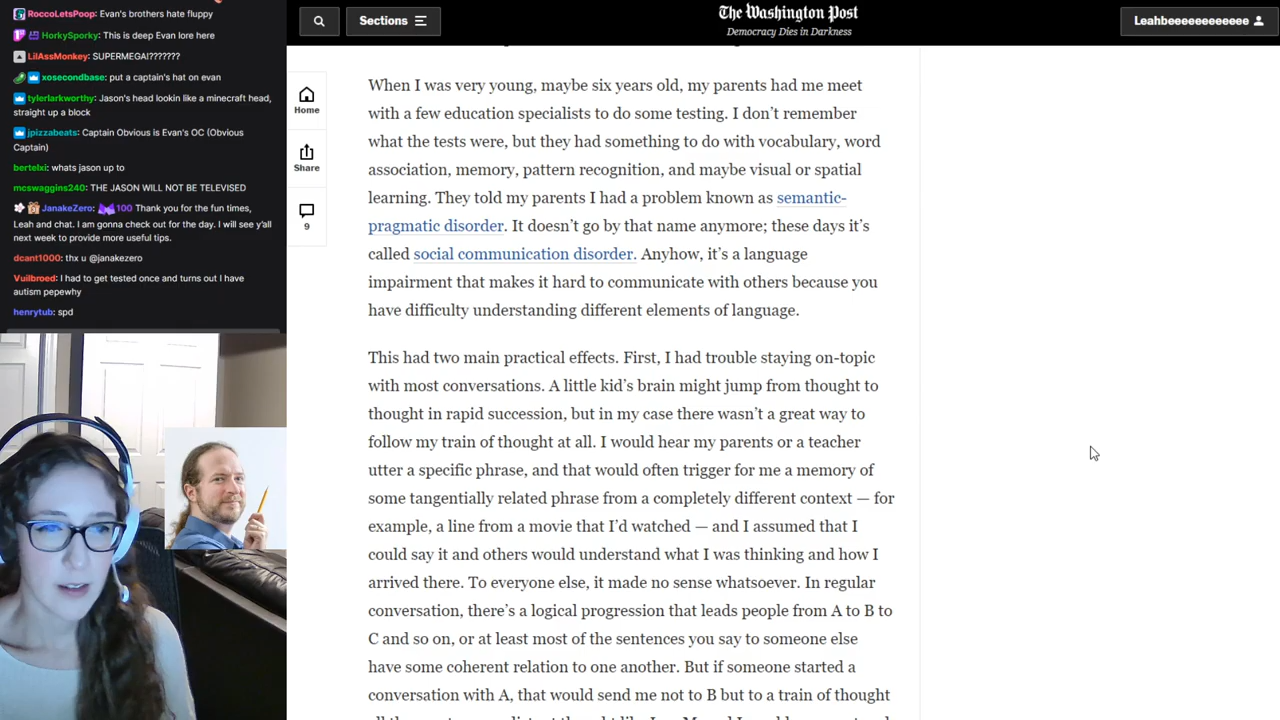 RoccoLetsPoop: Evan's brothers hate fluppy
HorkySporky: This is deep Evan lore here
LilAssMonkey: SUPERMEGA!???????
xosecondbase: put a captain's hat on evan
tylerlarkworthy: Jason's head lookin like a minecraft head,
straight up a block
jpizzabeats: Captain Obvious is Evan's OC (Obvious
Captain)
bertelxi: whats jason up to
mcswaggins240: THE JASON WILL NOT BE TELEVISED
JanakeZero: 100 Thank you for the fun times,
Leah and chat. I am gonna check out for the day. I will see y'all
next week to provide more useful tips.
dcant1000: thx u @janakezero
Vuilbroed: I had to get tested once and turns out I have
autism pepewhy
henrytub: spd
Sections
The Washington Post
Democracy Dies in Darkness
Leahbeeeeeeeeeeee
Home
Share
9
When I was very young, maybe six years old, my parents had me meet
with a few education specialists to do some testing. I don't remember
what the tests were, but they had something to do with vocabulary, word
association, memory, pattern recognition, and maybe visual or spatial
learning. They told my parents I had a problem known as semantic-
pragmatic disorder. It doesn't go by that name anymore; these days it's
called social communication disorder. Anyhow, it's a language
impairment that makes it hard to communicate with others because you
have difficulty understanding different elements of language.
This had two main practical effects. First, I had trouble staying on-topic
with most conversations. A little kid's brain might jump from thought to
thought in rapid succession, but in my case there wasn't a great way to
follow my train of thought at all. I would hear my parents or a teacher
utter a specific phrase, and that would often trigger for me a memory of
some tangentially related phrase from a completely different context — for
example, a line from a movie that I'd watched — and I assumed that I
could say it and others would understand what I was thinking and how I
arrived there. To everyone else, it made no sense whatsoever. In regular
conversation, there's a logical progression that leads people from A to B to
C and so on, or at least most of the sentences you say to someone else
have some coherent relation to one another. But if someone started a
conversation with A, that would send me not to B but to a train of thought